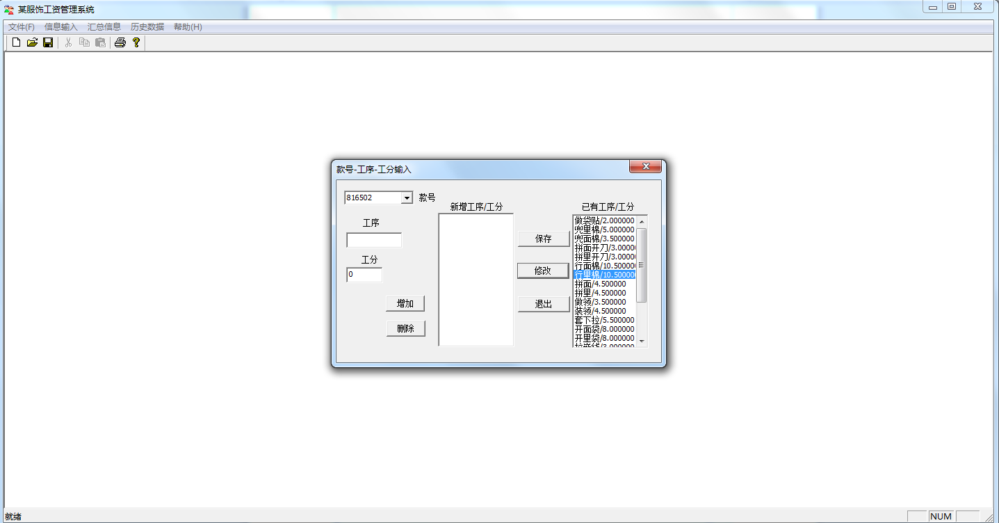 某服饰工资管理系统
文件(F) 信息输入 汇总信息 历史数据 帮助(H)
款号-工序-工分输入
816502 款号
工序
工分
0
增加
删除
新增工序/工分
保存
修改
退出
已有工序/工分
做袋贴/2.000000
兜里棉/5.000000
兜面棉/3.500000
拼面开刀/3.0000
拼里开刀/3.0000
行面棉/10.50000
行里棉/10.50000
拼面/4.500000
拼里/4.500000
做领/3.500000
装领/4.500000
套下拉/5.500000
开面袋/8.000000
开里袋/8.000000
拉嵌线/3.000000
就绪
NUM